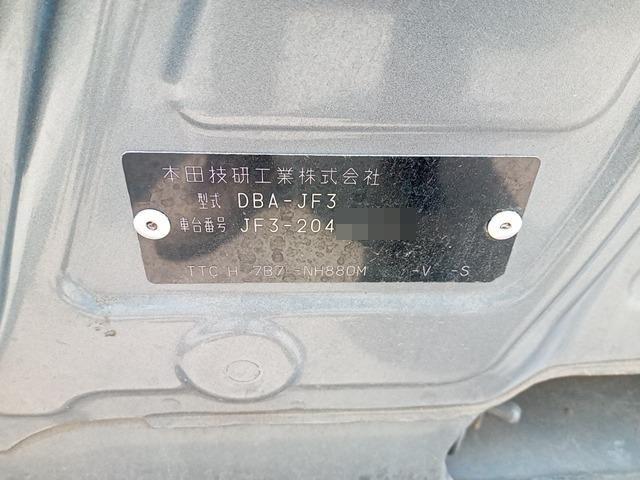 本田技研工業株式会社
型式 DBA-JF3
車台番号 JF3-204
TTC H 7B7 -NH880M -V -S